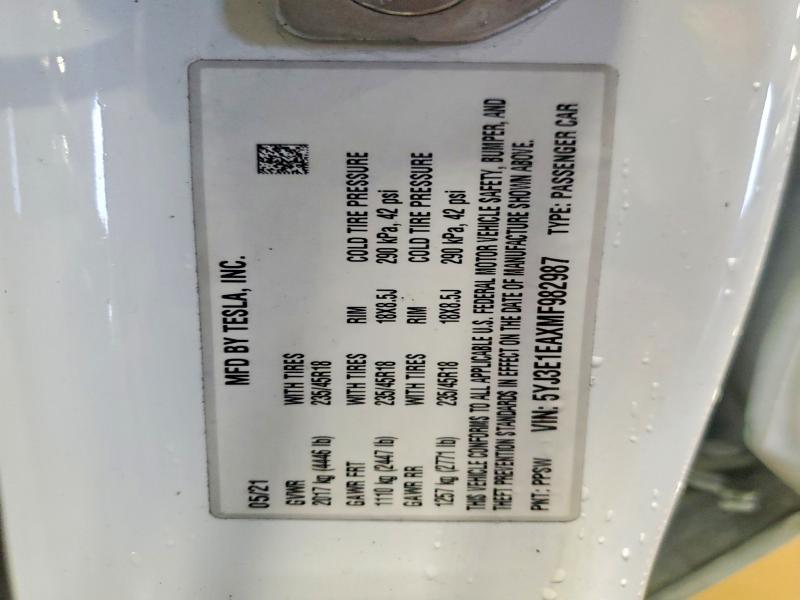 MFD BY TESLA, INC.
05/21
GVWR WITH TIRES
2017 kg (4446 lb) 235/45R18
GAWR FRT WITH TIRES RIM COLD TIRE PRESSURE
1110 kg (2447 lb) 235/45R18 18X8.5J 290 kPa, 42 psi
GAWR RR WITH TIRES RIM COLD TIRE PRESSURE
1257 kg (2771 lb) 235/45R18 18X8.5J 290 kPa, 42 psi
THIS VEHICLE CONFORMS TO ALL APPLICABLE U.S. FEDERAL MOTOR VEHICLE SAFETY, BUMPER, AND
THEFT PREVENTION STANDARDS IN EFFECT ON THE DATE OF MANUFACTURE SHOWN ABOVE.
PNT: PPSW VIN: 5YJ3E1EAXMF982987 TYPE: PASSENGER CAR